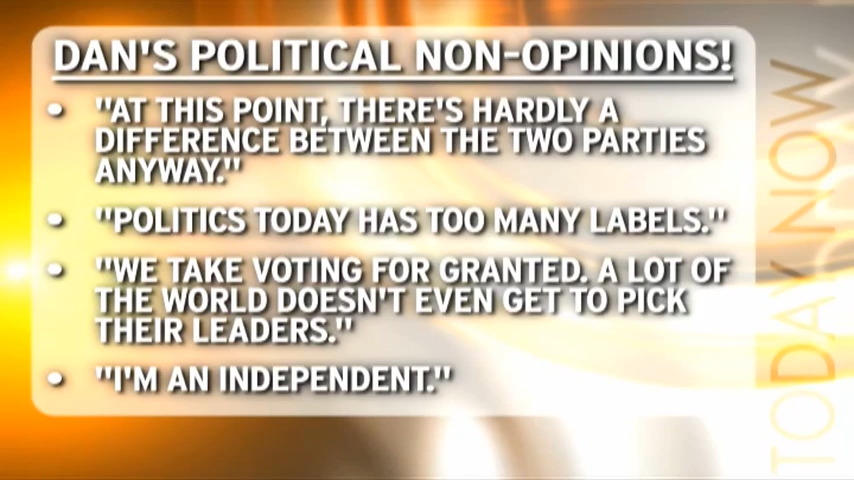 DAN'S POLITICAL NON-OPINIONS!
• "AT THIS POINT, THERE'S HARDLY A
DIFFERENCE BETWEEN THE TWO PARTIES
ANYWAY."
• "POLITICS TODAY HAS TOO MANY LABELS."
• "WE TAKE VOTING FOR GRANTED. A LOT OF
THE WORLD DOESN'T EVEN GET TO PICK
THEIR LEADERS."
• "I'M AN INDEPENDENT."
TODAY NOW